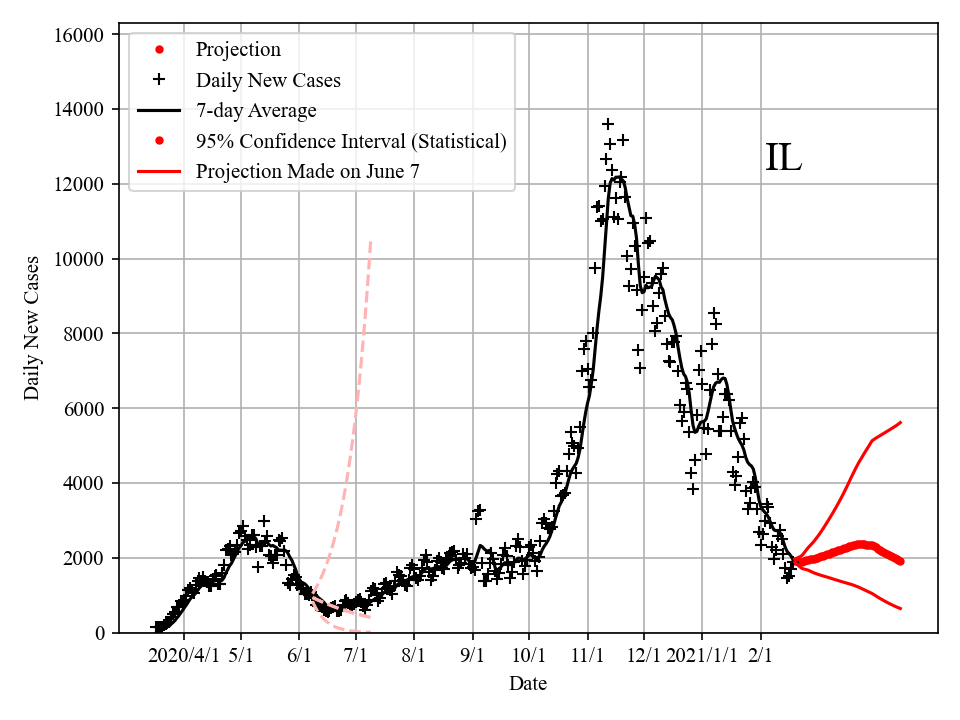 16000
14000
12000
10000
8000
6000
4000
2000
0
Daily New Cases
Projection
Daily New Cases
7-day Average
95% Confidence Interval (Statistical)
Projection Made on June 7
IL
2020/4/1 5/1 6/1 7/1 8/1 9/1 10/1 11/1 12/1 2021/1/1 2/1
Date